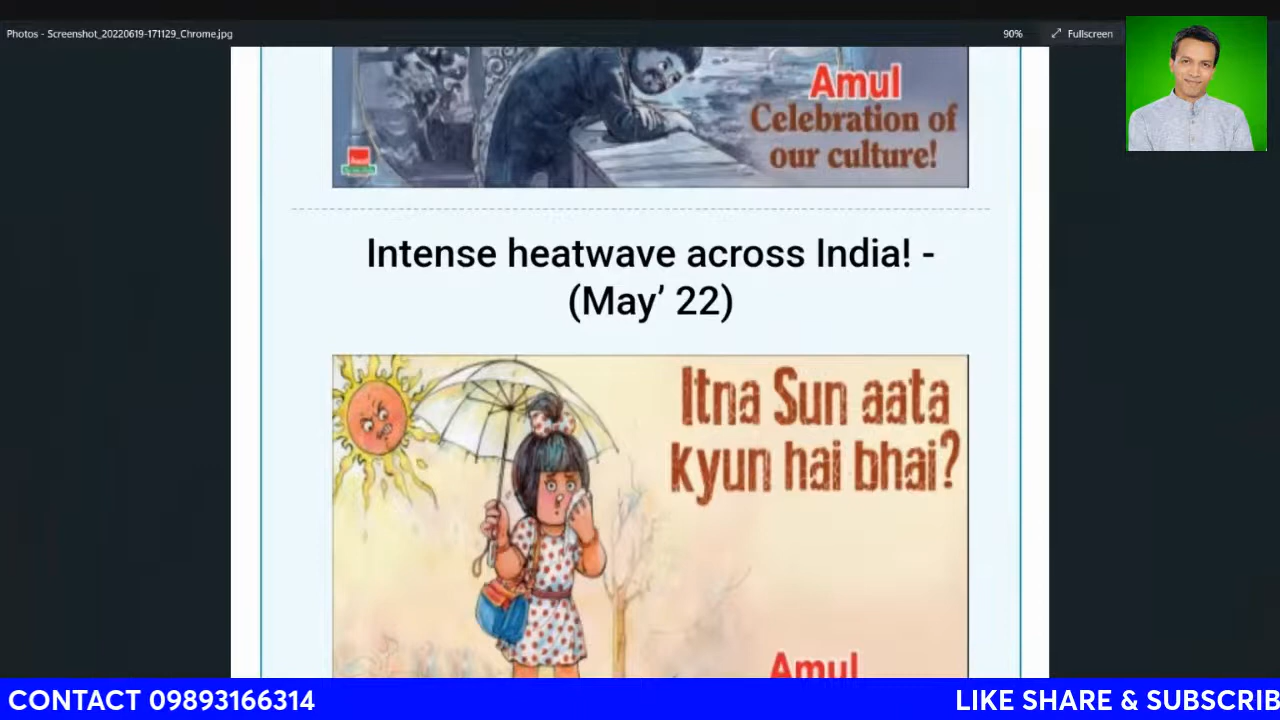 Photos - Screenshot_20220619-171129_Chrome.jpg
90%
Fullscreen
Amul
Celebration of
our culture!
Amul
Intense heatwave across India! -
(May’ 22)
Itna Sun aata
kyun hai bhai?
Amul
CONTACT 09893166314
LIKE SHARE & SUBSCRIB